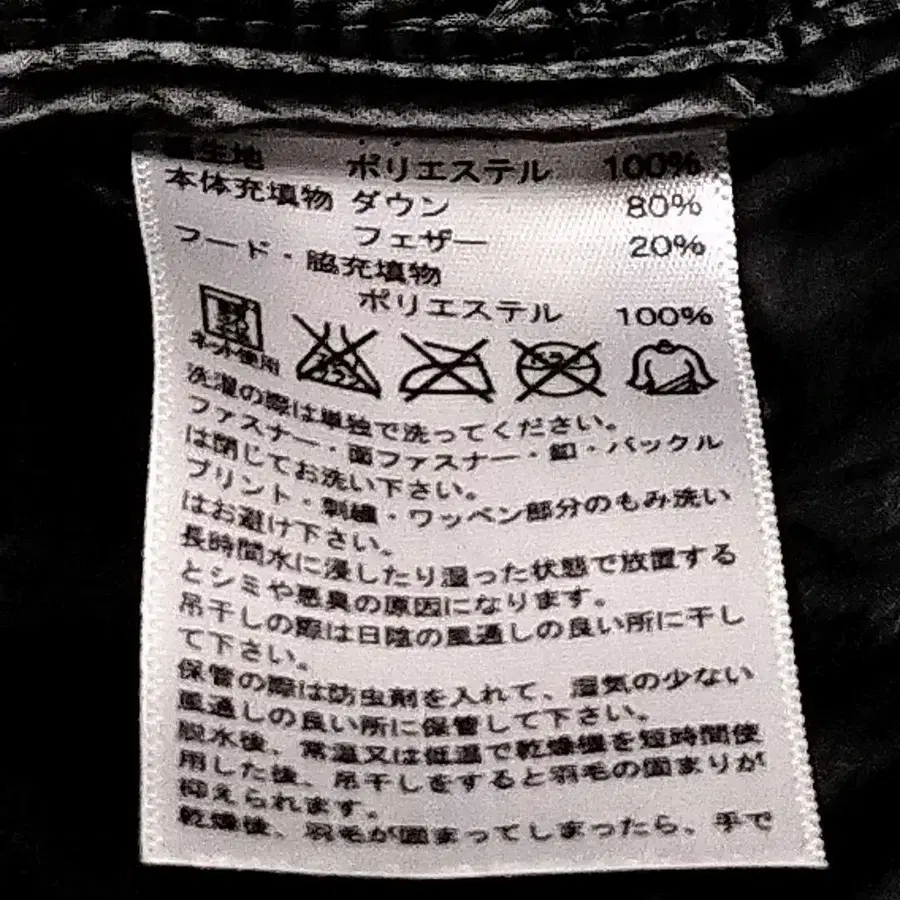 生地 ポリエステル 100%
本体充填物 ダウン 80%
フェザー 20%
フード・脇充填物
ポリエステル 100%
ネット使用
洗濯の際は単独で洗ってください。
ファスナー・面ファスナー・釦・バックル
は閉じてお洗い下さい。
プリント・刺繍・ワッペン部分のもみ洗い
はお避け下さい。
長時間水に浸したり湿った状態で放置する
とシミや悪臭の原因になります。
吊干しの際は日陰の風通しの良い所に干し
て下さい。
保管の際は防虫剤を入れて、湿気の少ない
風通しの良い所に保管して下さい。
脱水後、常温又は低温で乾燥機を短時間使
用した後、吊干しをすると羽毛の固まりが
抑えられます。
乾燥後、羽毛が固まってしまったら、手で